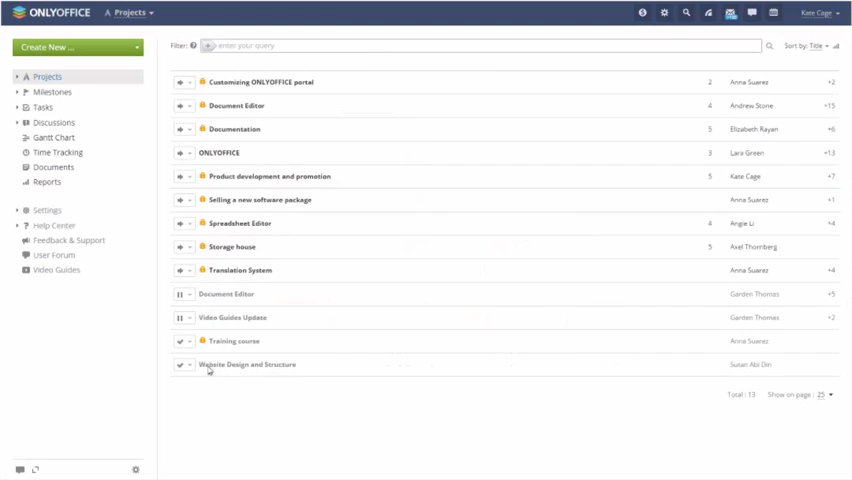 ONLYOFFICE Projects Kate Cage
Create New ...
Filter: enter your query Sort by: Title
Projects
Milestones
Tasks
Discussions
Gantt Chart
Time Tracking
Documents
Reports
Settings
Help Center
Feedback & Support
User Forum
Video Guides
Customizing ONLYOFFICE portal 2 Anna Suarez +2
Document Editor 4 Andrew Stone +15
Documentation 5 Elizabeth Rayan +6
ONLYOFFICE 3 Lara Green +13
Product development and promotion 5 Kate Cage +7
Selling a new software package Anna Suarez +1
Spreadsheet Editor 4 Angie Li +4
Storage house 5 Axel Thornberg
Translation System Anna Suarez +4
Document Editor Garden Thomas +5
Video Guides Update Garden Thomas +2
Training course Anna Suarez
Website Design and Structure Susan Abi Din
Total : 13 Show on page: 25